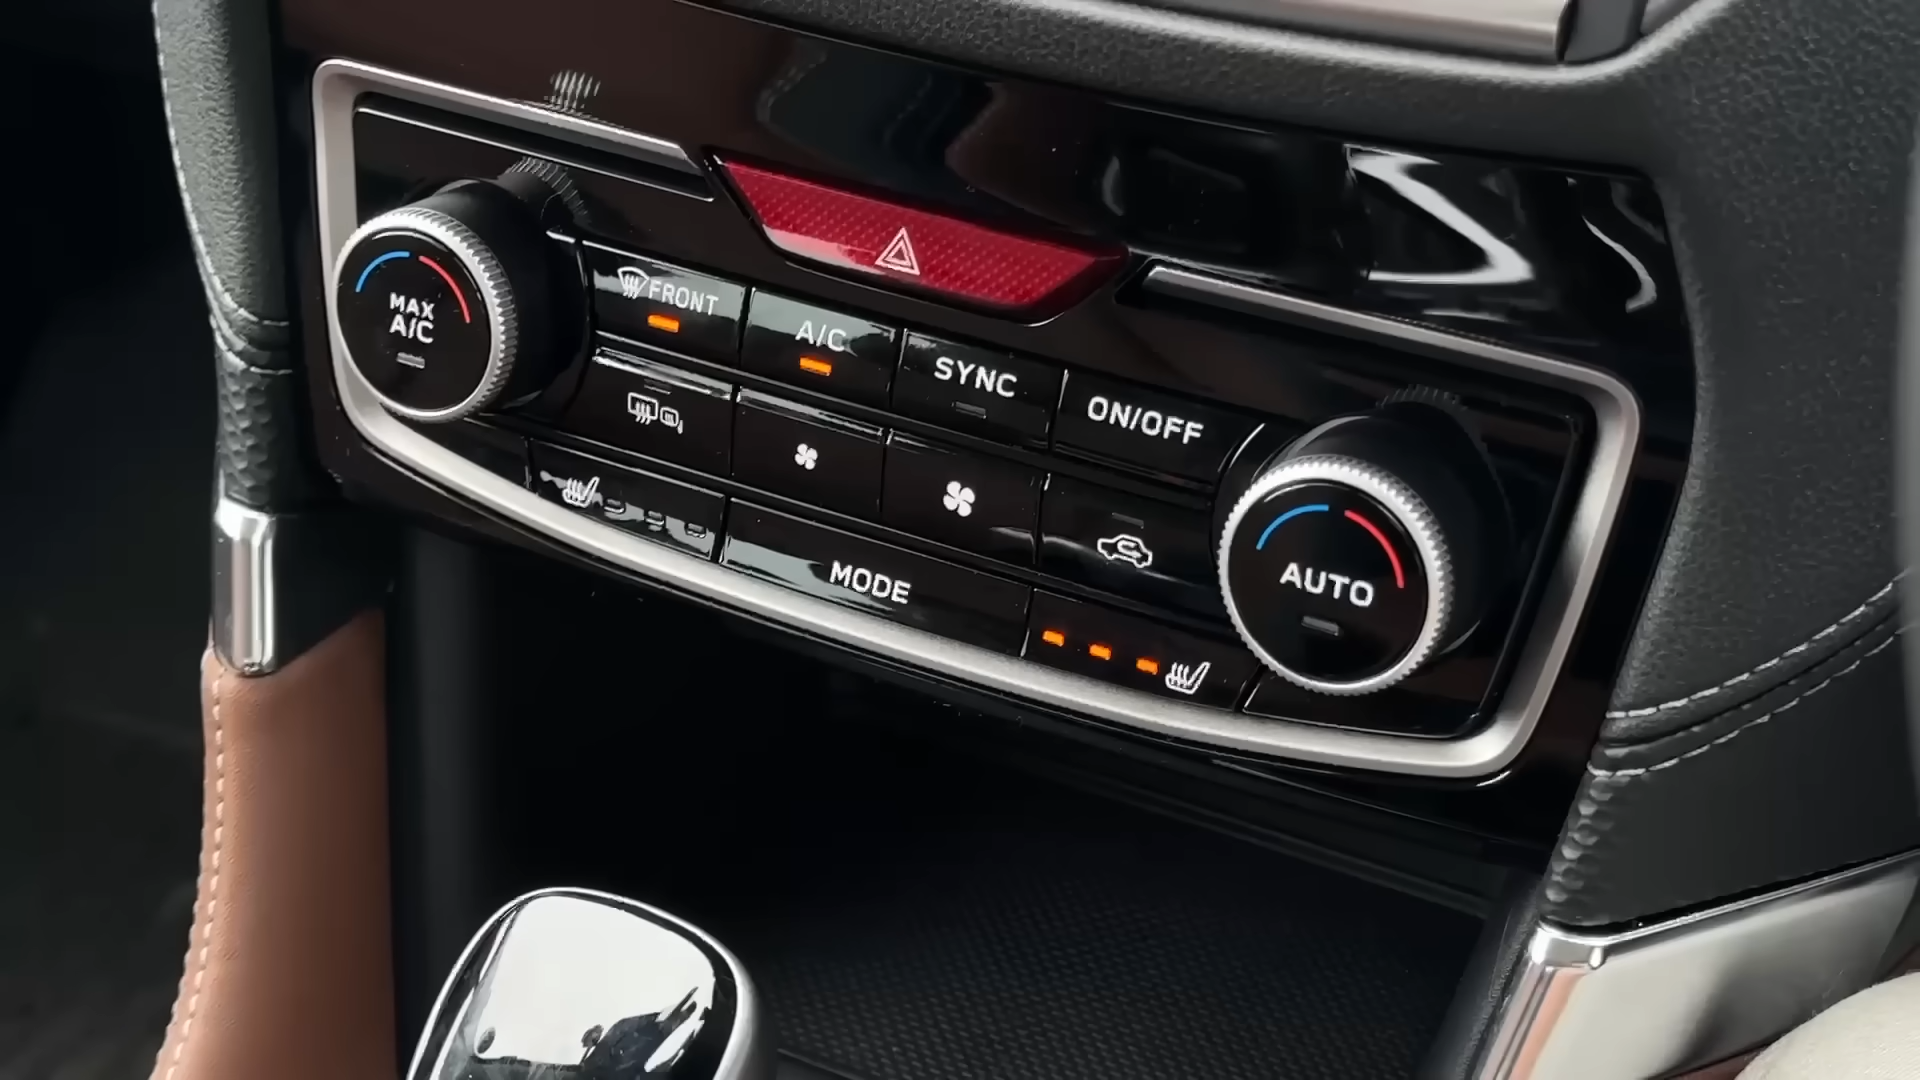 MAX
A/C
FRONT
A/C
SYNC
ON/OFF
MODE
AUTO